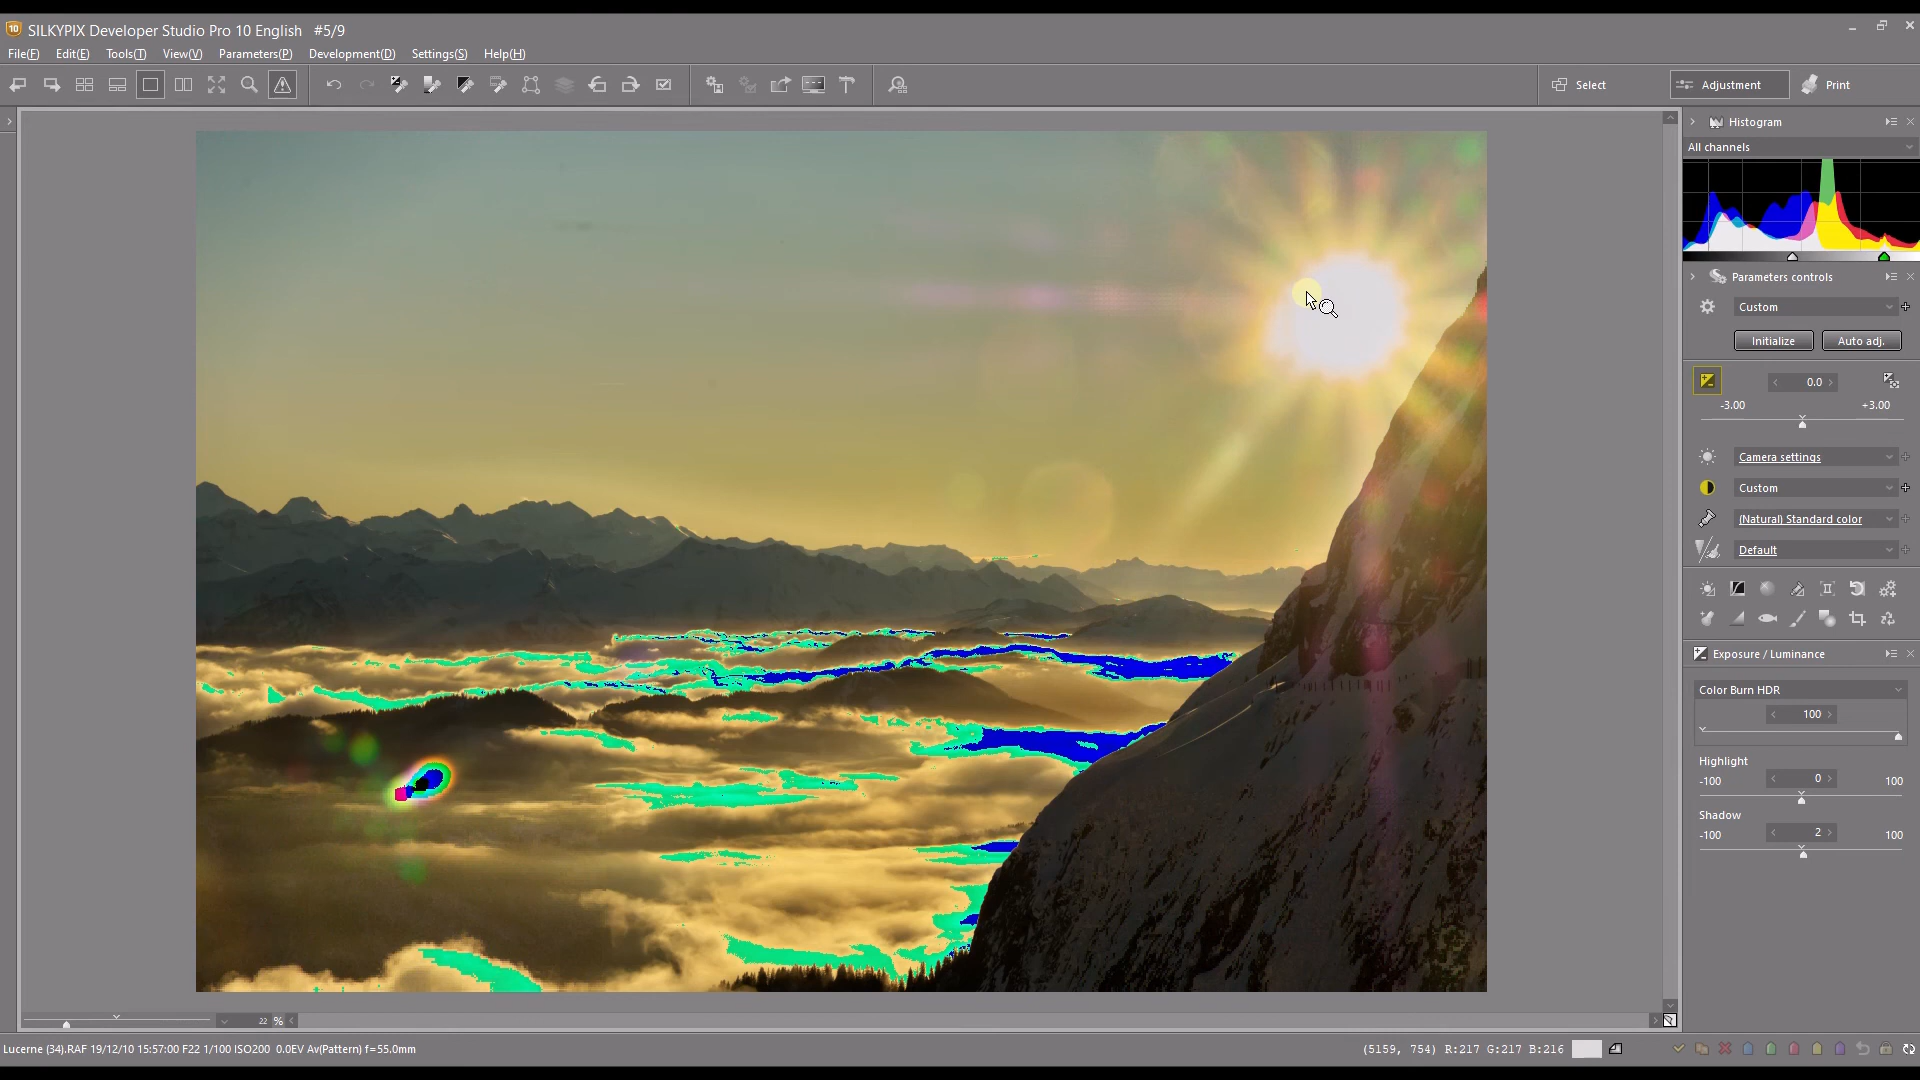 10 SILKYPIX Developer Studio Pro 10 English #5/9
File(F) Edit(E) Tools(T) View(V) Parameters(P) Development(D) Settings(S) Help(H)
Select Adjustment Print
Histogram
All channels
Parameters controls
Custom
Initialize Auto adj.
0.0
-3.00 +3.00
Camera settings
Custom
(Natural) Standard color
Default
Exposure / Luminance
Color Burn HDR
100
Highlight
-100 0 100
Shadow
-100 2 100
22 %
Lucerne (34).RAF 19/12/10 15:57:00 F22 1/100 ISO200 0.0EV Av(Pattern) f=55.0mm
(5159, 754) R:217 G:217 B:216